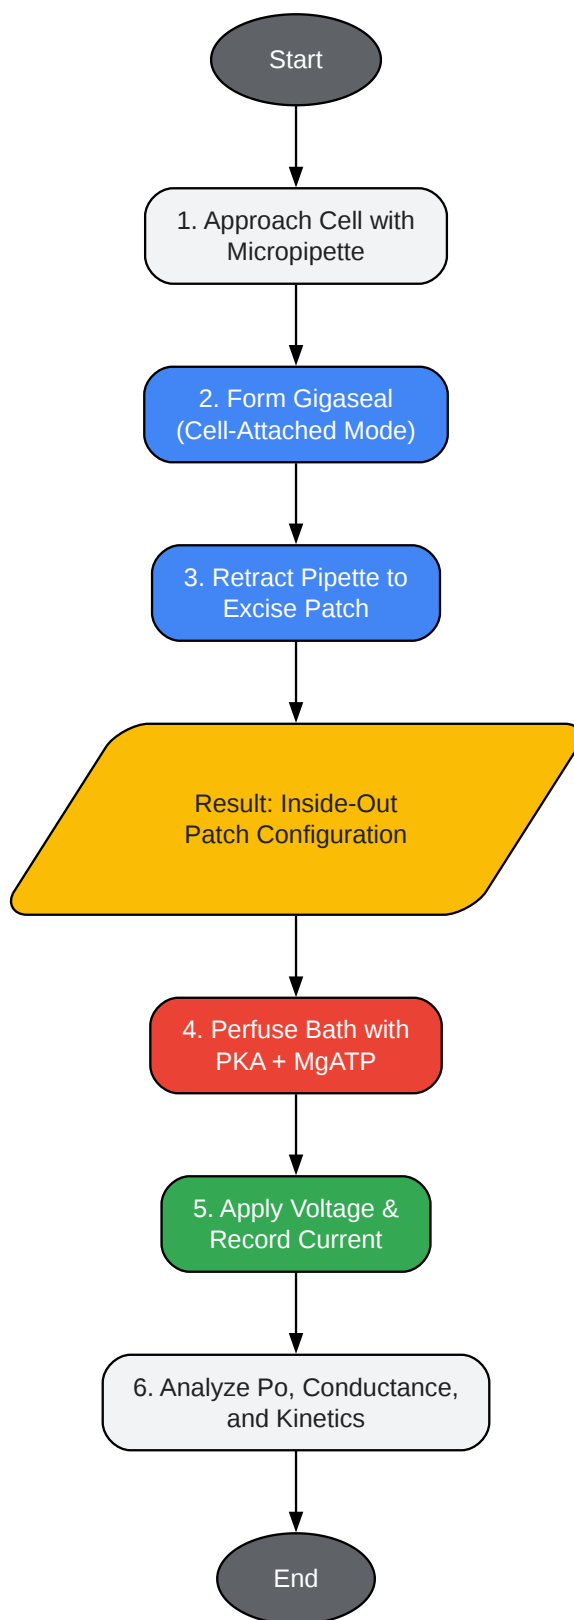 Start
1. Approach Cell with
Micropipette
2. Form Gigaseal
(Cell-Attached Mode)
3. Retract Pipette to
Excise Patch
Result: Inside-Out
Patch Configuration
4. Perfuse Bath with
PKA + MgATP
5. Apply Voltage &
Record Current
6. Analyze Po, Conductance,
and Kinetics
End